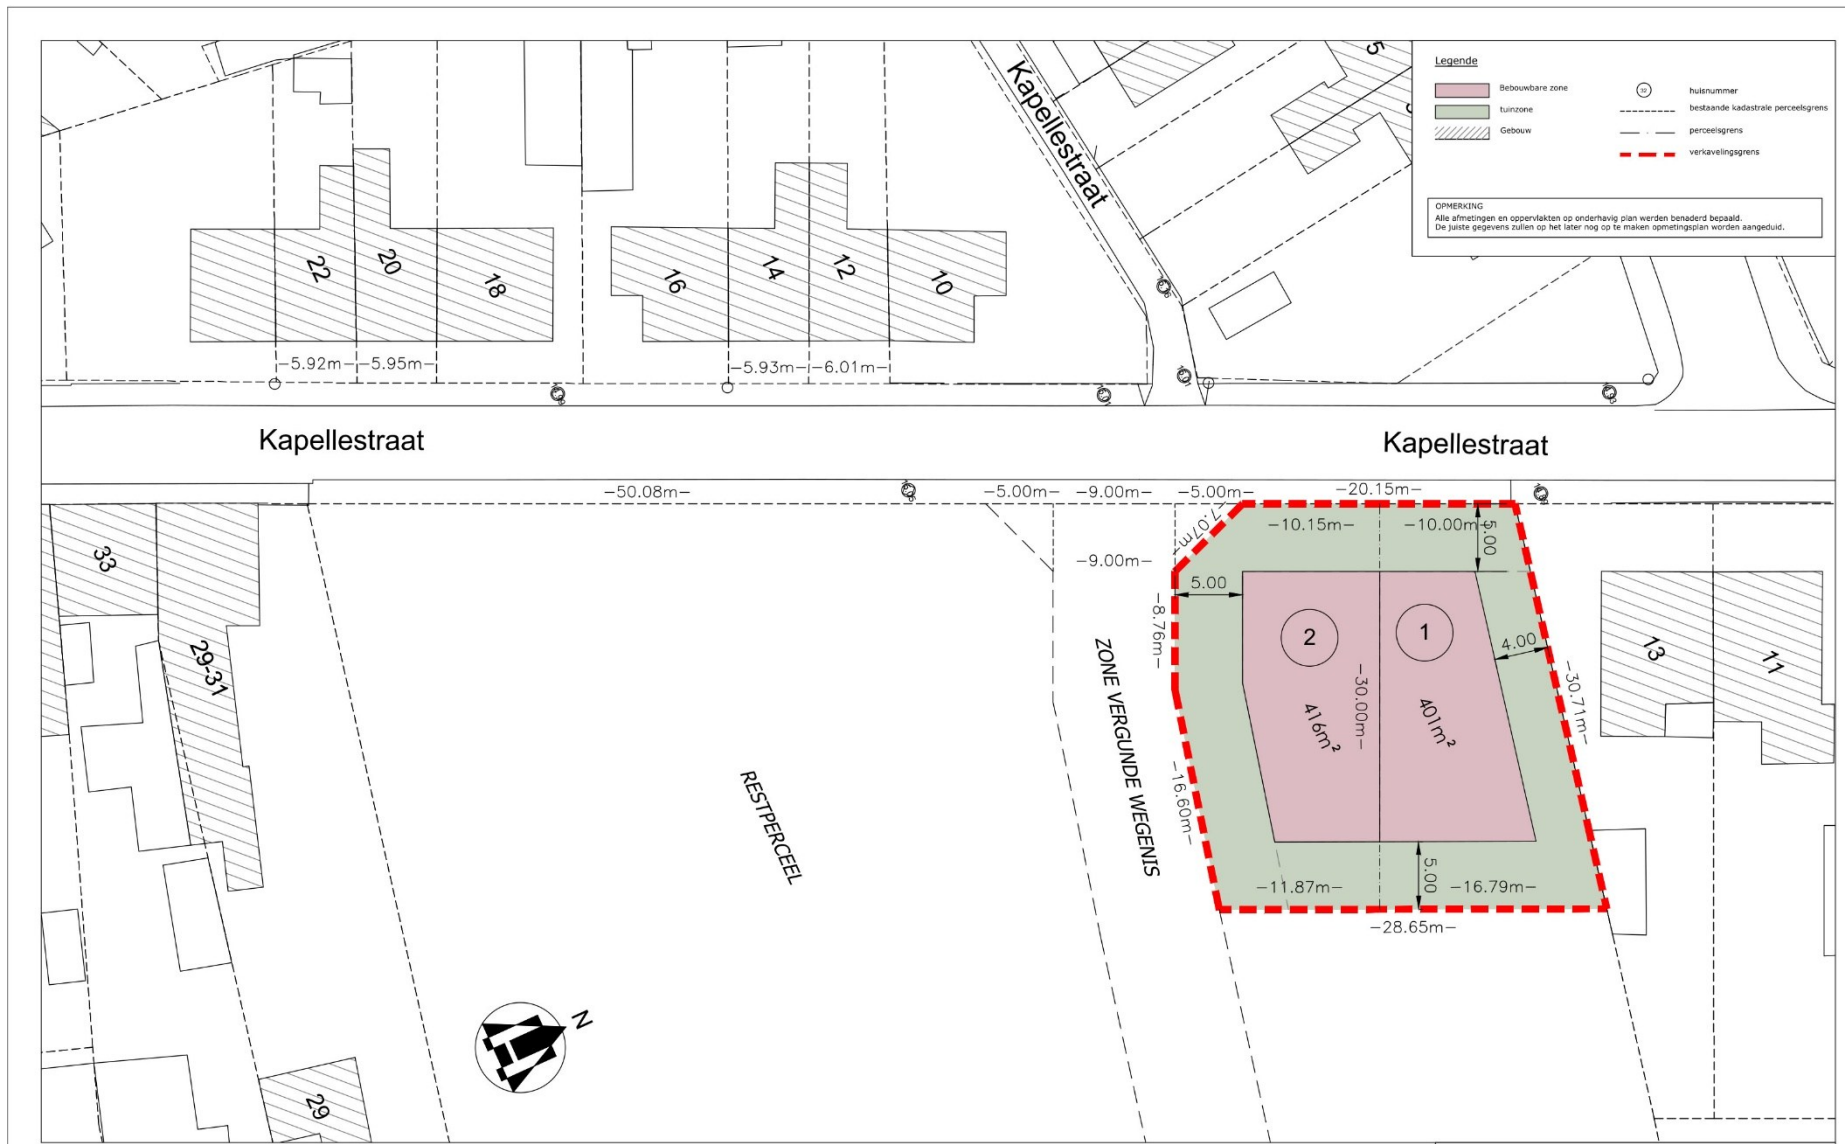 Kapellestraat
5
Legende
Bebouwbare zone
tuinzone
Gebouw
32
huisnummer
bestaande kadastrale perceelsgrens
perceelsgrens
verkavelingsgrens
OPMERKING
Alle afmetingen en oppervlakten op onderhavig plan werden benaderd bepaald.
De juiste gegevens zullen op het later nog op te maken opmetingsplan worden aangeduid.
22
20
18
16
14
12
10
-5.92m-
-5.95m-
-5.93m-
-6.01m-
Kapellestraat
Kapellestraat
-50.08m-
-5.00m-
-9.00m-
-5.00m-
-20.15m-
-7.07m-
-10.15m-
-10.00m-
5.00
33
29-31
-9.00m-
5.00
-8.76m-
2
1
4.00
13
11
-30.71m-
416m²
-30.00m-
401m²
ZONE VERGUNDE WEGENIS
-16.60m-
RESTPERCEEL
-11.87m-
5.00
-16.79m-
-28.65m-
N
29